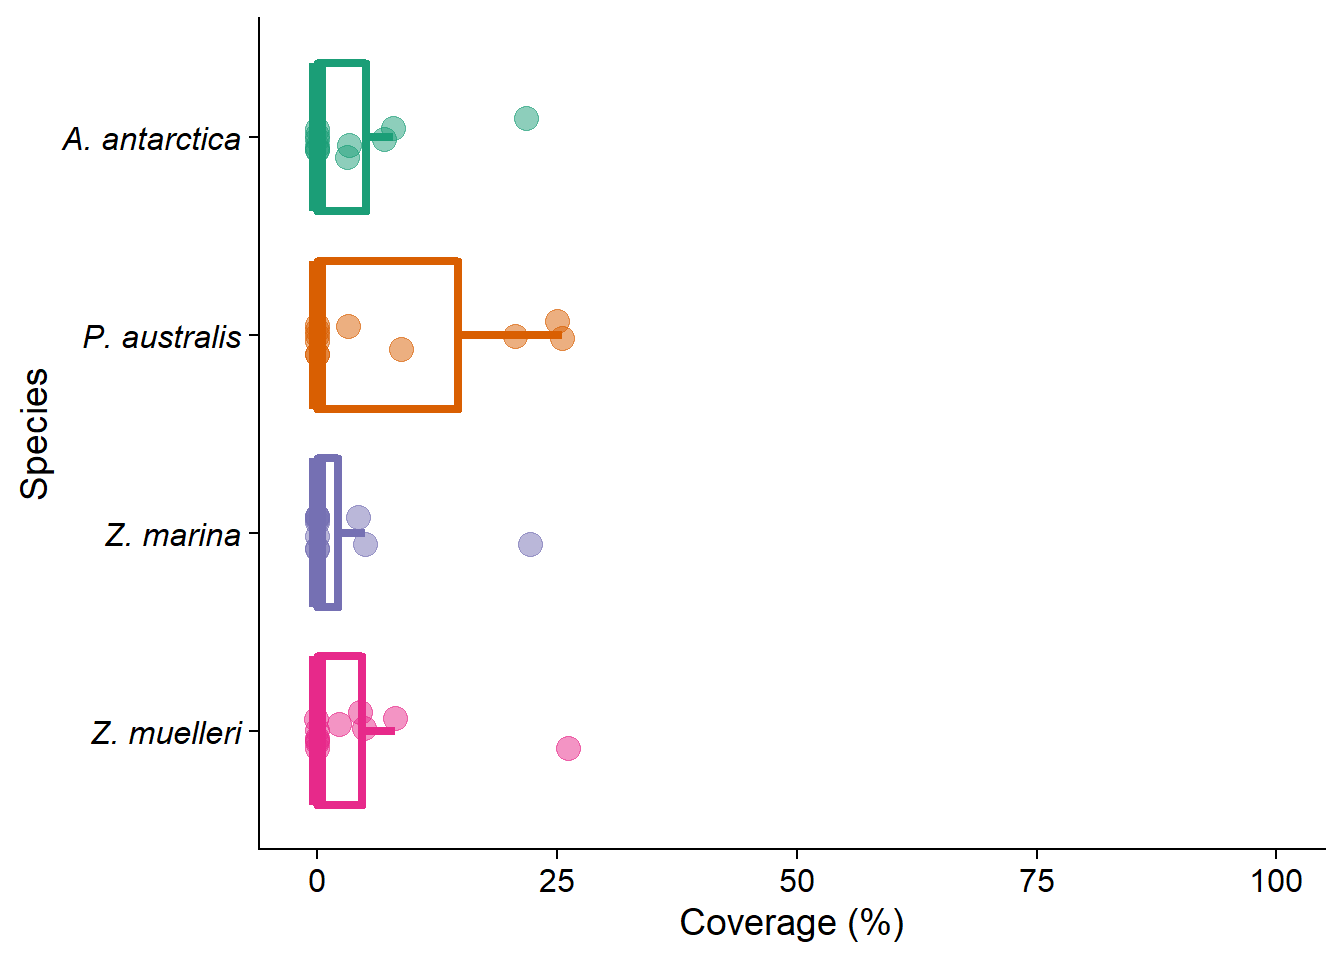 Species
A. antarctica
P. australis
Z. marina
Z. muelleri
0 25 50 75 100
Coverage (%)